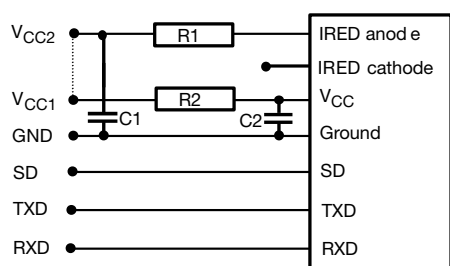 VCC2 R1 IRED anod e
IRED cathode
VCC1 R2 VCC
GND C1 C2 Ground
SD SD
TXD TXD
RXD RXD